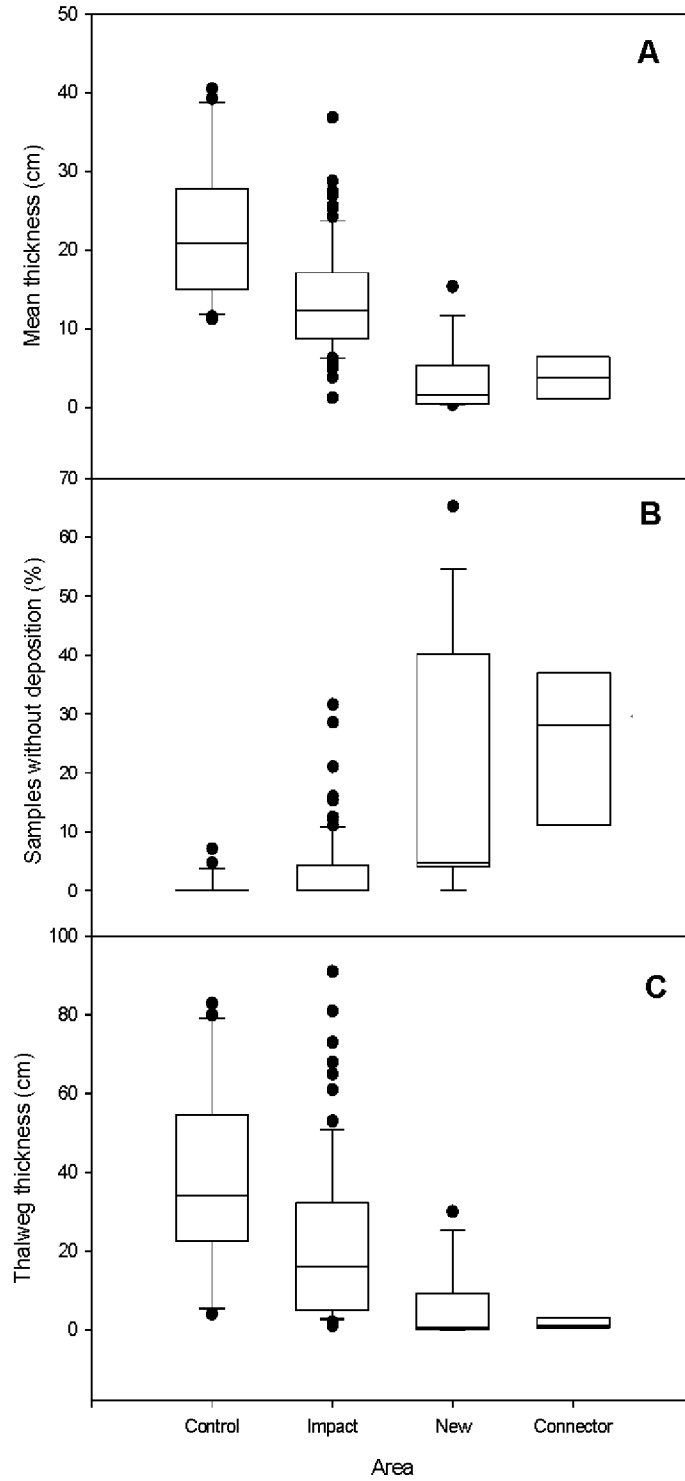 A
Mean thickness (cm)
50
40
30
20
10
0
B
Samples without deposition (%)
70
60
50
40
30
20
10
0
C
Thalweg thickness (cm)
100
80
60
40
20
0
Control Impact New Connector
Area